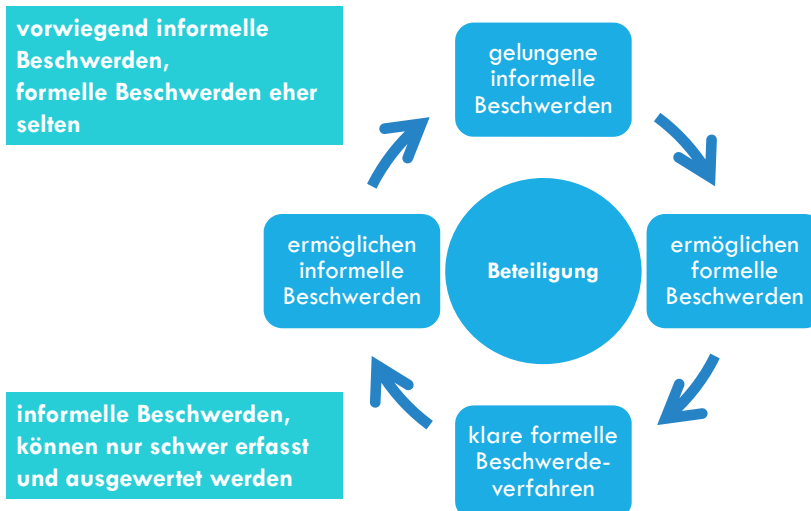 vorwiegend informelle
Beschwerden,
formelle Beschwerden eher
selten
gelungene
informelle
Beschwerden
ermöglichen
informelle
Beschwerden
Beteiligung
ermöglichen
formelle
Beschwerden
informelle Beschwerden,
können nur schwer erfasst
und ausgewertet werden
klare formelle
Beschwerde-
verfahren